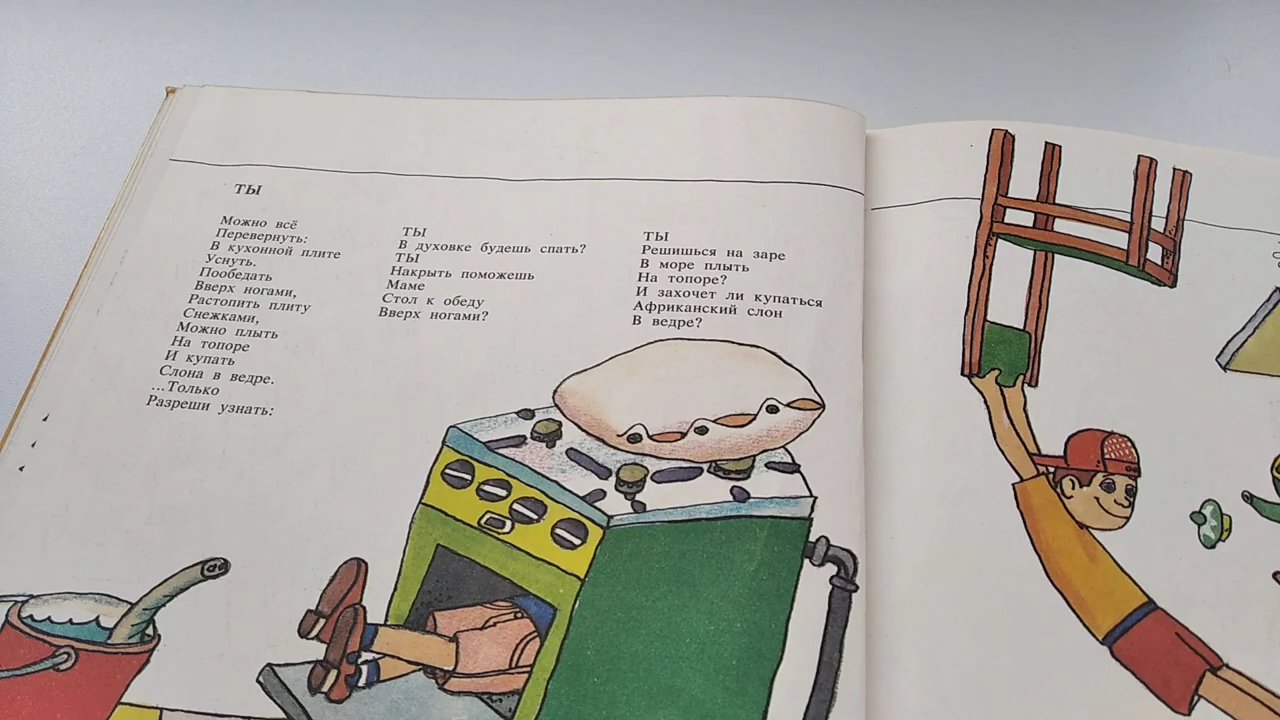 ТЫ
Можно всё
Перевернуть:
В кухонной плите
Уснуть.
Пообедать
Вверх ногами,
Растопить плиту
Снежками,
Можно плыть
На топоре
И купать
Слона в ведре.
...Только
Разреши узнать:
ТЫ
В духовке будешь спать?
ТЫ
Накрыть поможешь
Маме
Стол к обеду
Вверх ногами?
ТЫ
Решишься на заре
В море плыть
На топоре?
И захочет ли купаться
Африканский слон
В ведре?